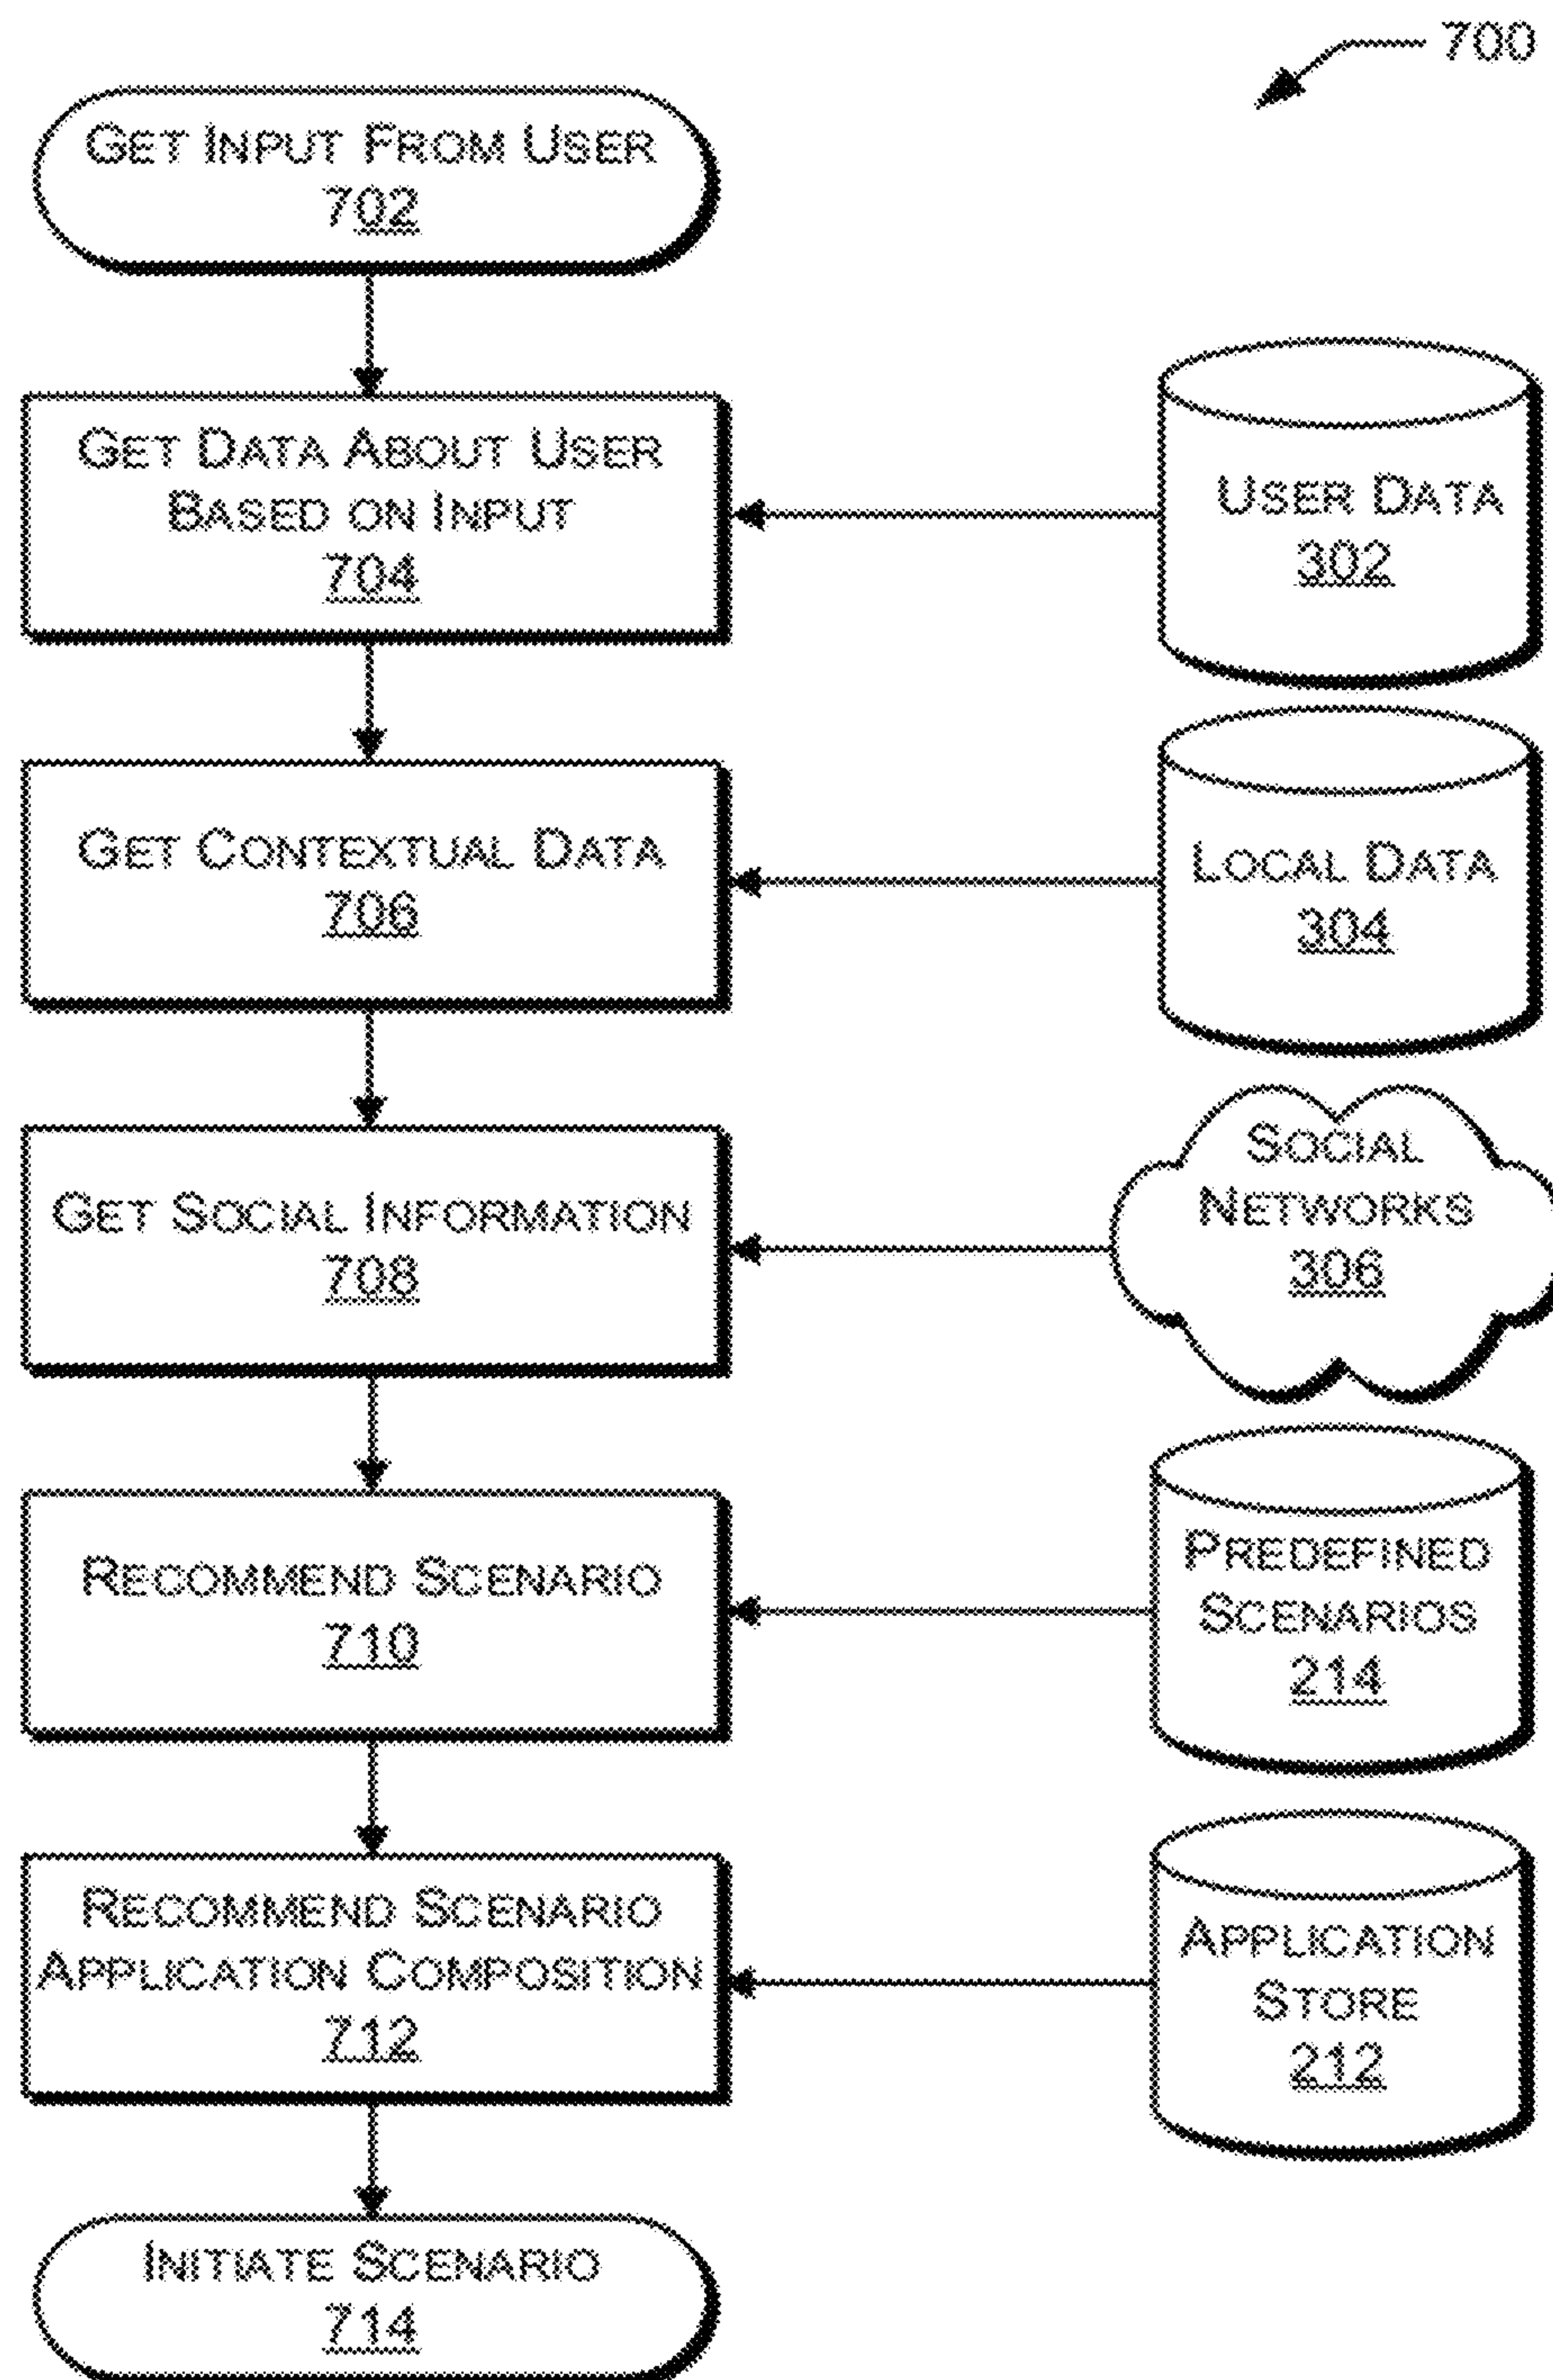 700
GET INPUT FROM USER
702
GET DATA ABOUT USER
BASED ON INPUT
704
USER DATA
302
GET CONTEXTUAL DATA
706
LOCAL DATA
304
GET SOCIAL INFORMATION
708
SOCIAL
NETWORKS
306
RECOMMEND SCENARIO
710
PREDEFINED
SCENARIOS
214
RECOMMEND SCENARIO
APPLICATION COMPOSITION
712
APPLICATION
STORE
212
INITIATE SCENARIO
714